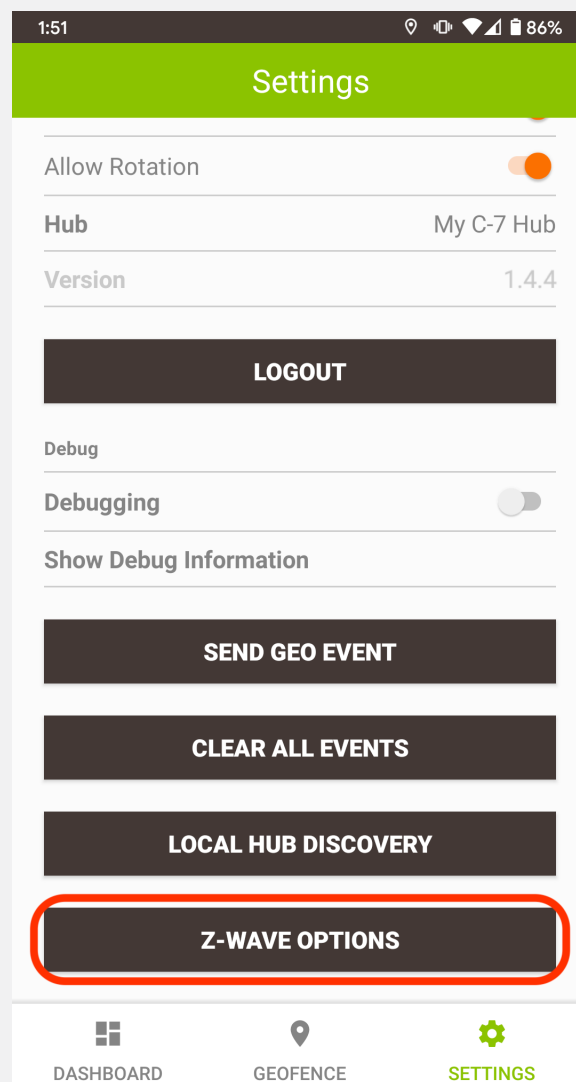 1:51 86%
Settings
Allow Rotation
Hub My C-7 Hub
Version 1.4.4
LOGOUT
Debug
Debugging
Show Debug Information
SEND GEO EVENT
CLEAR ALL EVENTS
LOCAL HUB DISCOVERY
Z-WAVE OPTIONS
DASHBOARD GEOFENCE SETTINGS